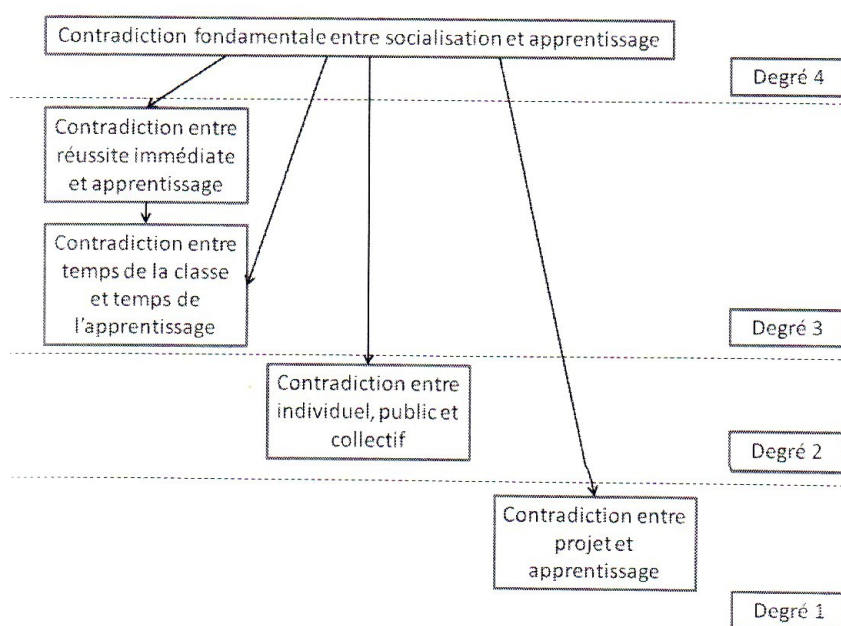 Contradiction fondamentale entre socialisation et apprentissage
Degré 4
Contradiction entre
réussite immédiate
et apprentissage
Contradiction entre
temps de la classe
et temps de
l'apprentissage
Degré 3
Contradiction entre
individuel, public et
collectif
Degré 2
Contradiction entre
projet et
apprentissage
Degré 1